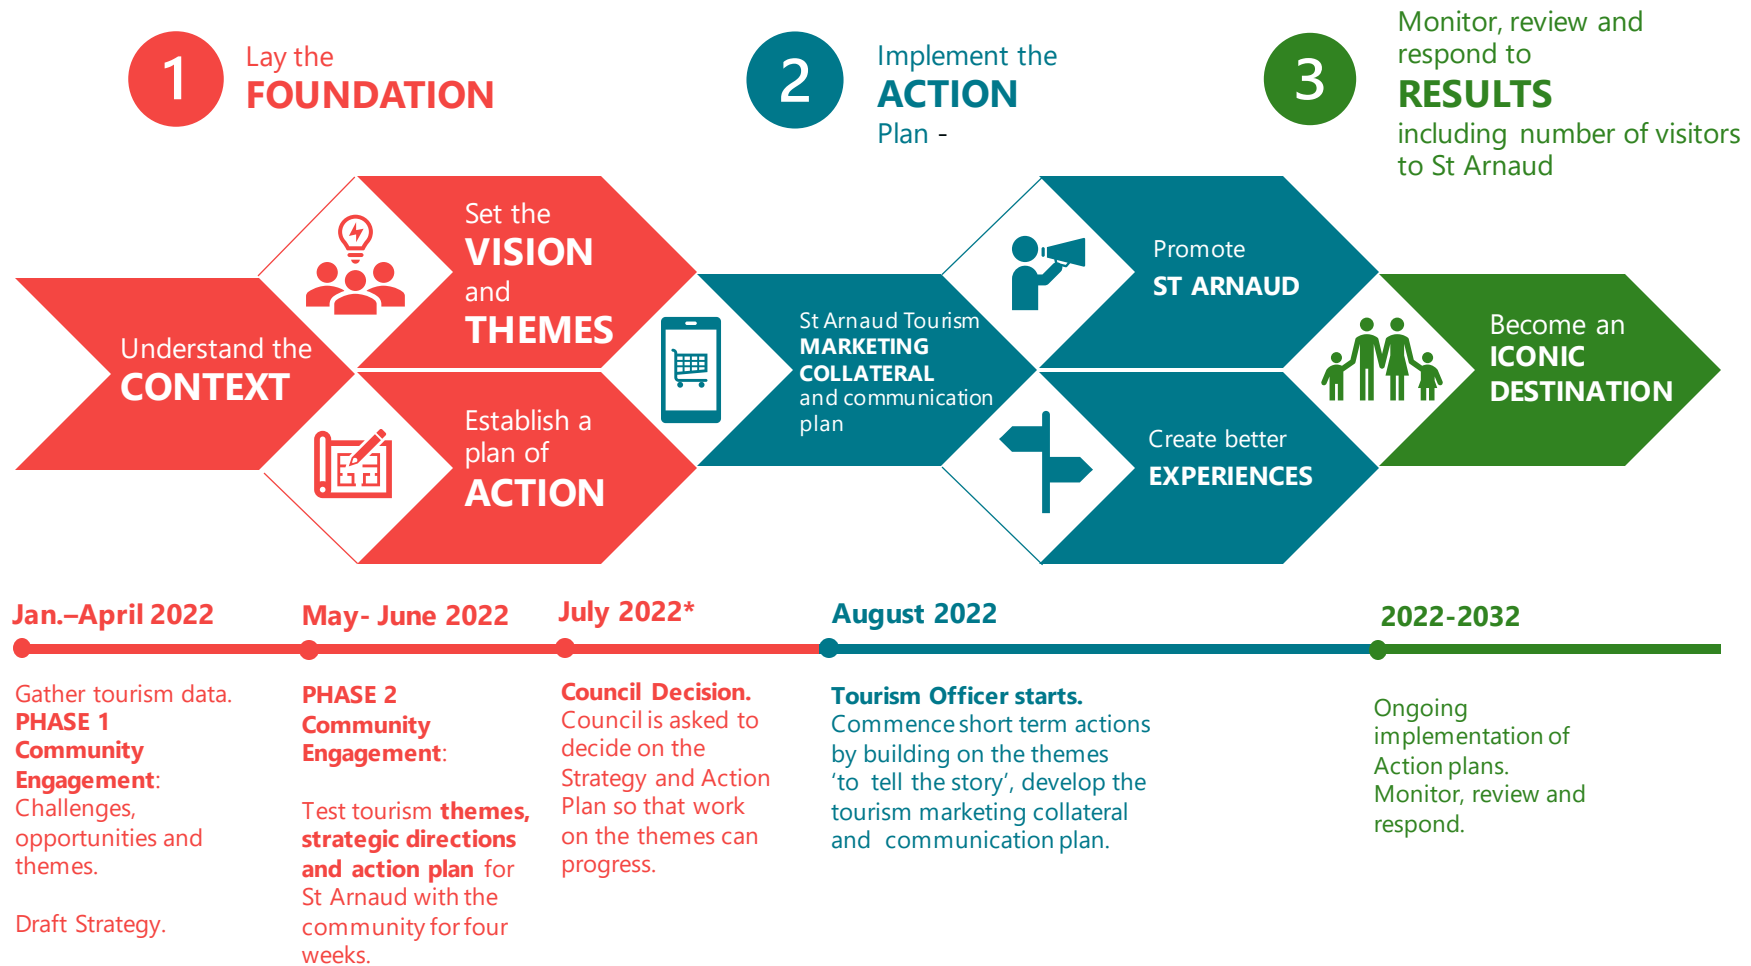 1
Lay the
FOUNDATION
2
Implement the
ACTION
Plan -
3
Monitor, review and
respond to
RESULTS
including number of visitors
to St Arnaud
Understand the
CONTEXT
Set the
VISION
and
THEMES
Establish a
plan of
ACTION
St Arnaud Tourism
MARKETING
COLLATERAL
and communication
plan
Promote
ST ARNAUD
Create better
EXPERIENCES
Become an
ICONIC
DESTINATION
Jan.–April 2022
Gather tourism data.
PHASE 1
Community
Engagement:
Challenges,
opportunities and
themes.
Draft Strategy.
May- June 2022
PHASE 2
Community
Engagement:
Test tourism themes,
strategic directions
and action plan for
St Arnaud with the
community for four
weeks.
July 2022*
Council Decision.
Council is asked to
decide on the
Strategy and Action
Plan so that work
on the themes can
progress.
August 2022
Tourism Officer starts.
Commence short term actions
by building on the themes
‘to tell the story’, develop the
tourism marketing collateral
and communication plan.
2022-2032
Ongoing
implementation of
Action plans.
Monitor, review and
respond.